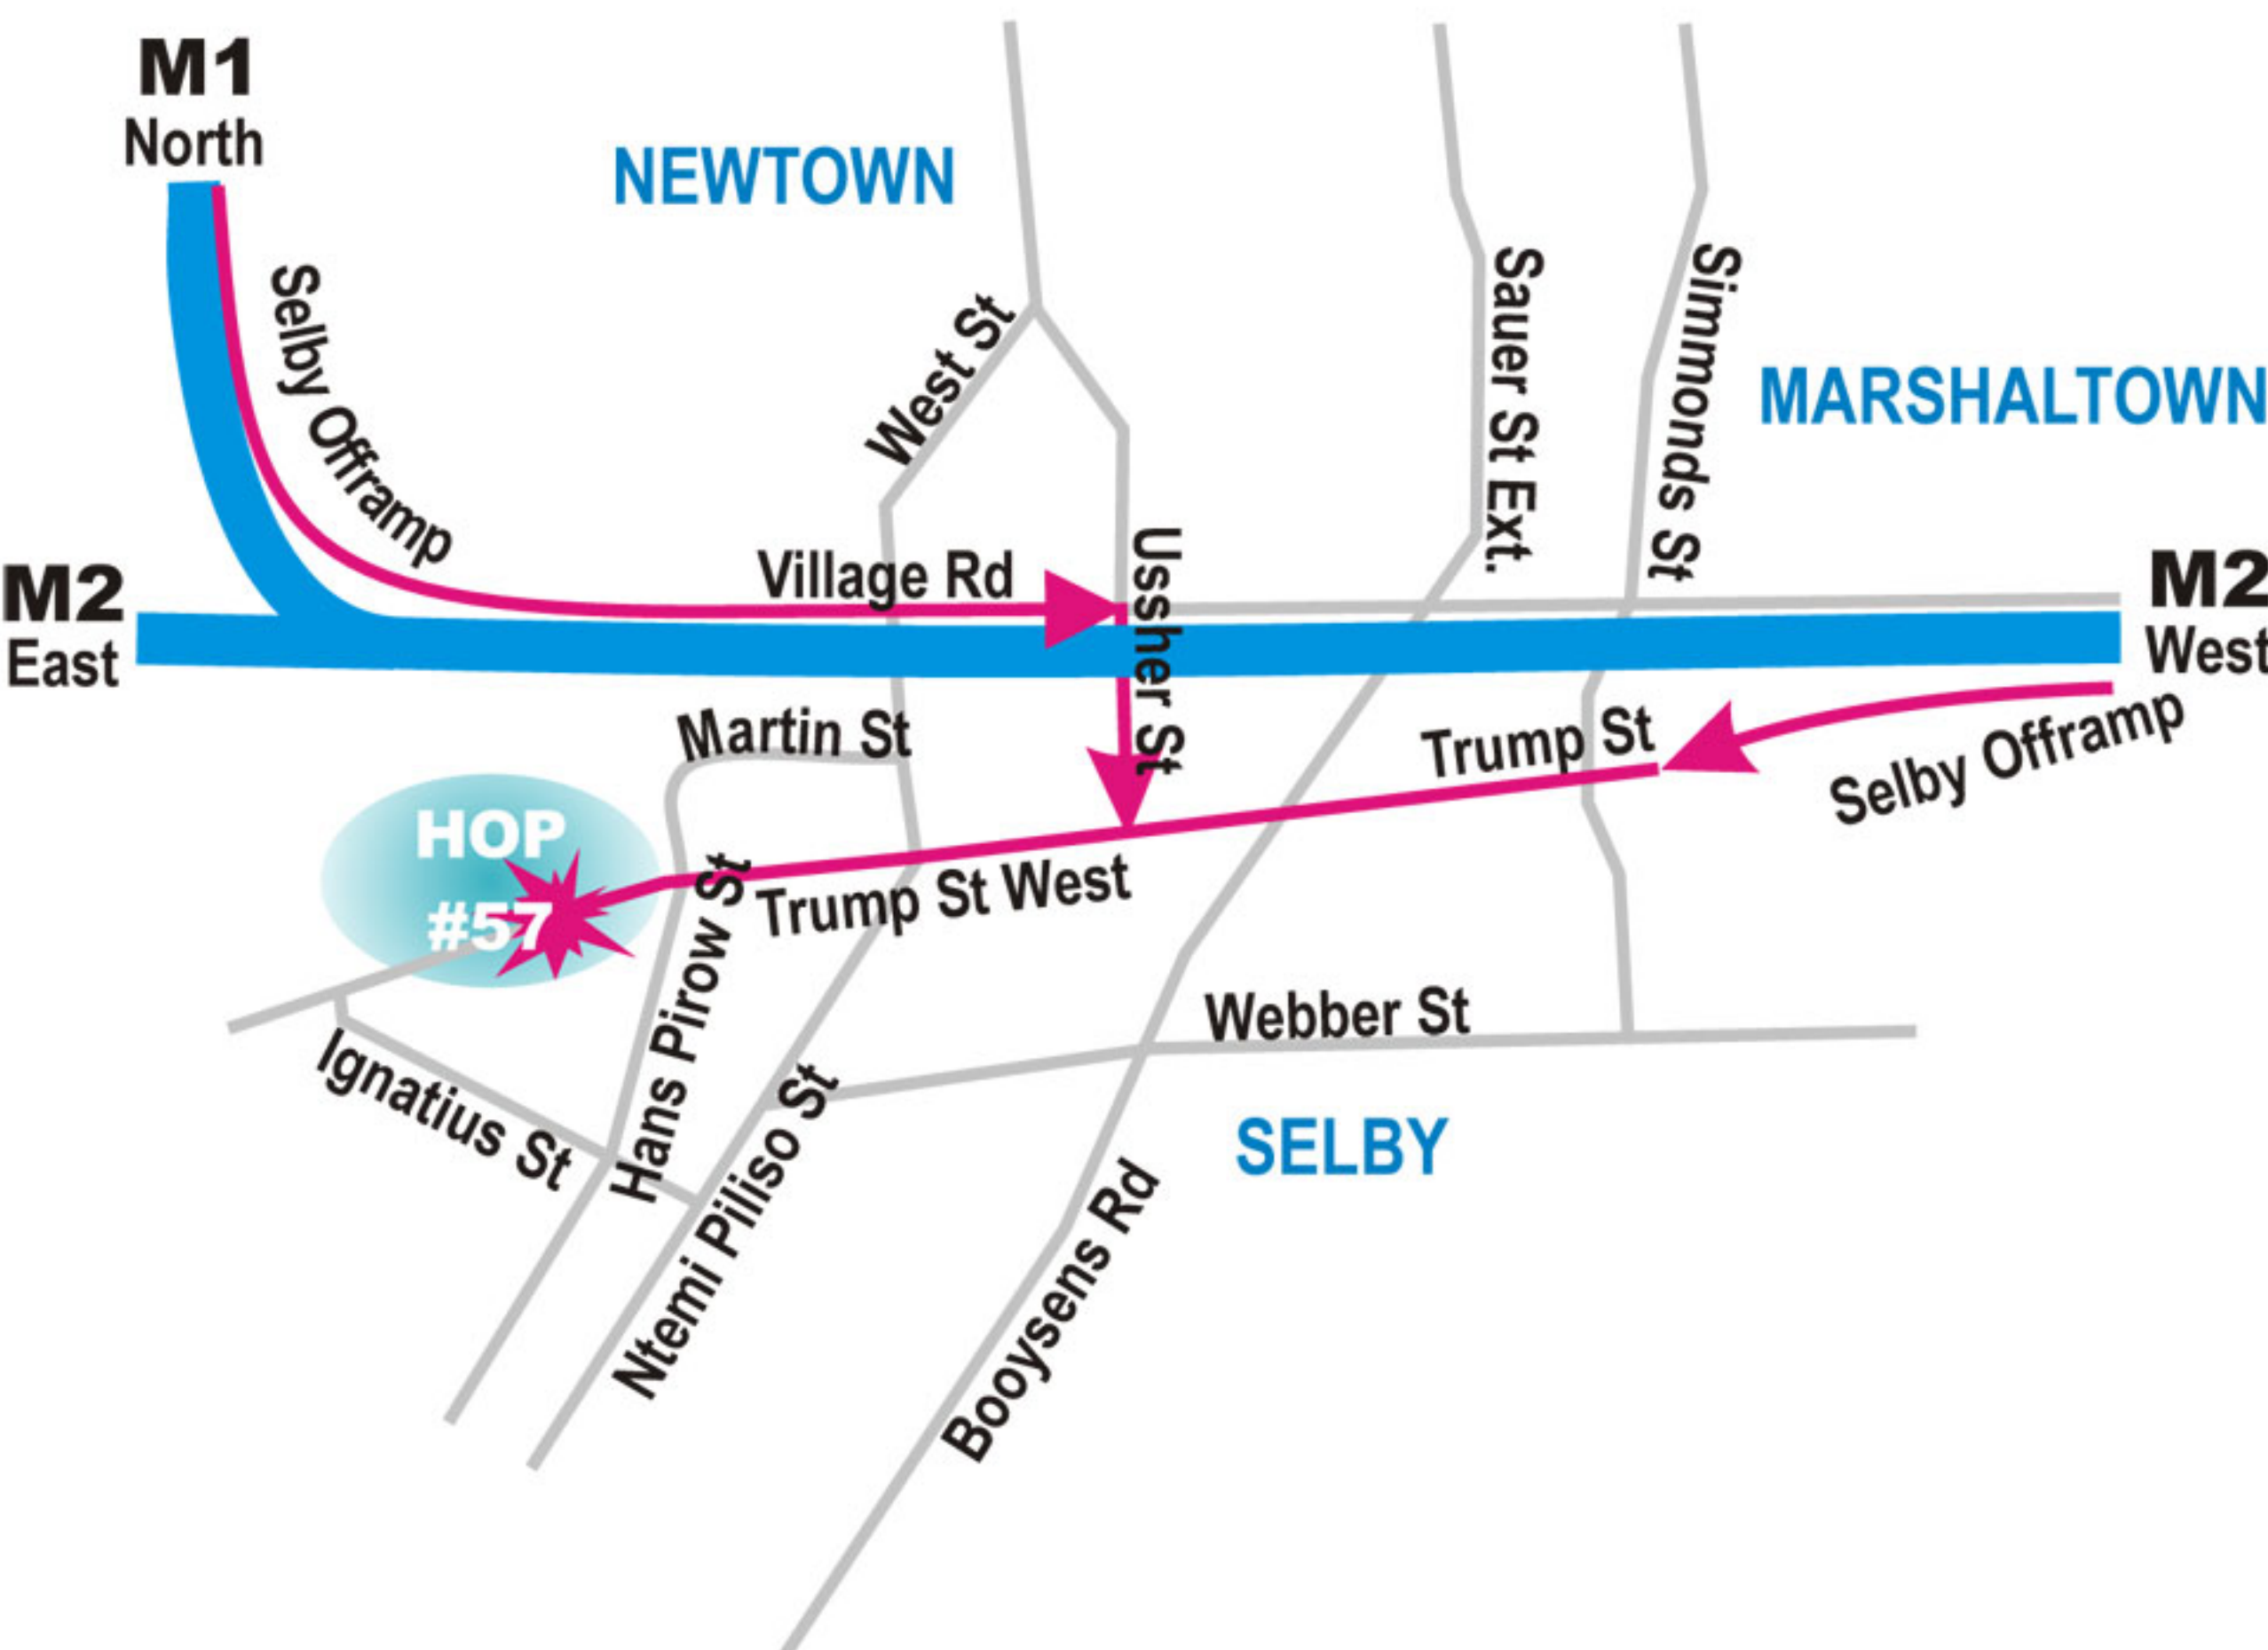 M1
North
NEWTOWN
Selby Offramp
West St
Sauer St Ext.
Simmonds St
MARSHALTOWN
M2
East
Village Rd
Ussher St
M2
West
Martin St
Trump St
Selby Offramp
HOP
#57
Trump St West
Hans Pirow St
Webber St
Ignatius St
Ntemi Piliso St
SELBY
Booysens Rd